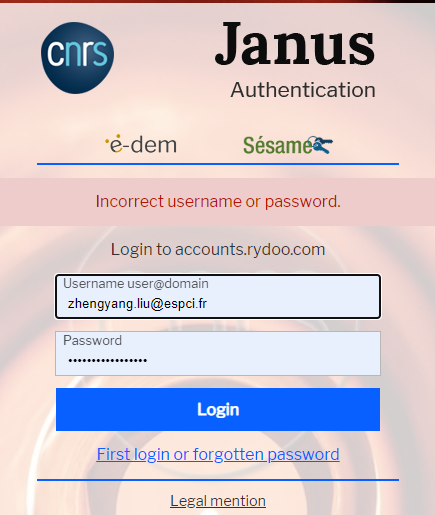 cnrs
Janus
Authentication
e-dem
Sésame
Incorrect username or password.
Login to accounts.rydoo.com
Username user@domain
zhengyang.liu@espci.fr
Password
•••••••••••••••••
Login
First login or forgotten password
Legal mention